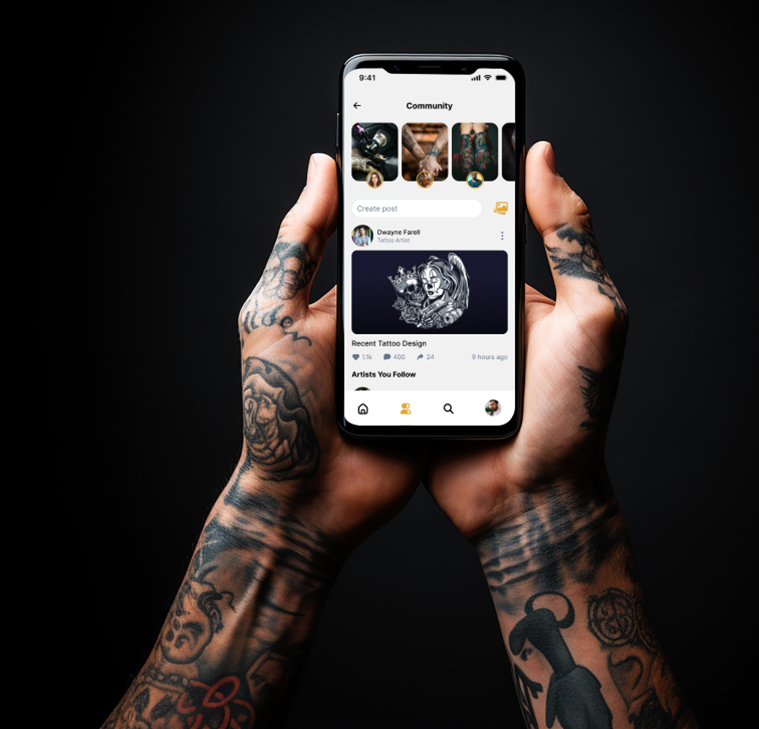 9:41
Community
Create post
Dwayne Farell
Tattoo Artist
Recent Tattoo Design
1.1k 400 24 9 hours ago
Artists You Follow